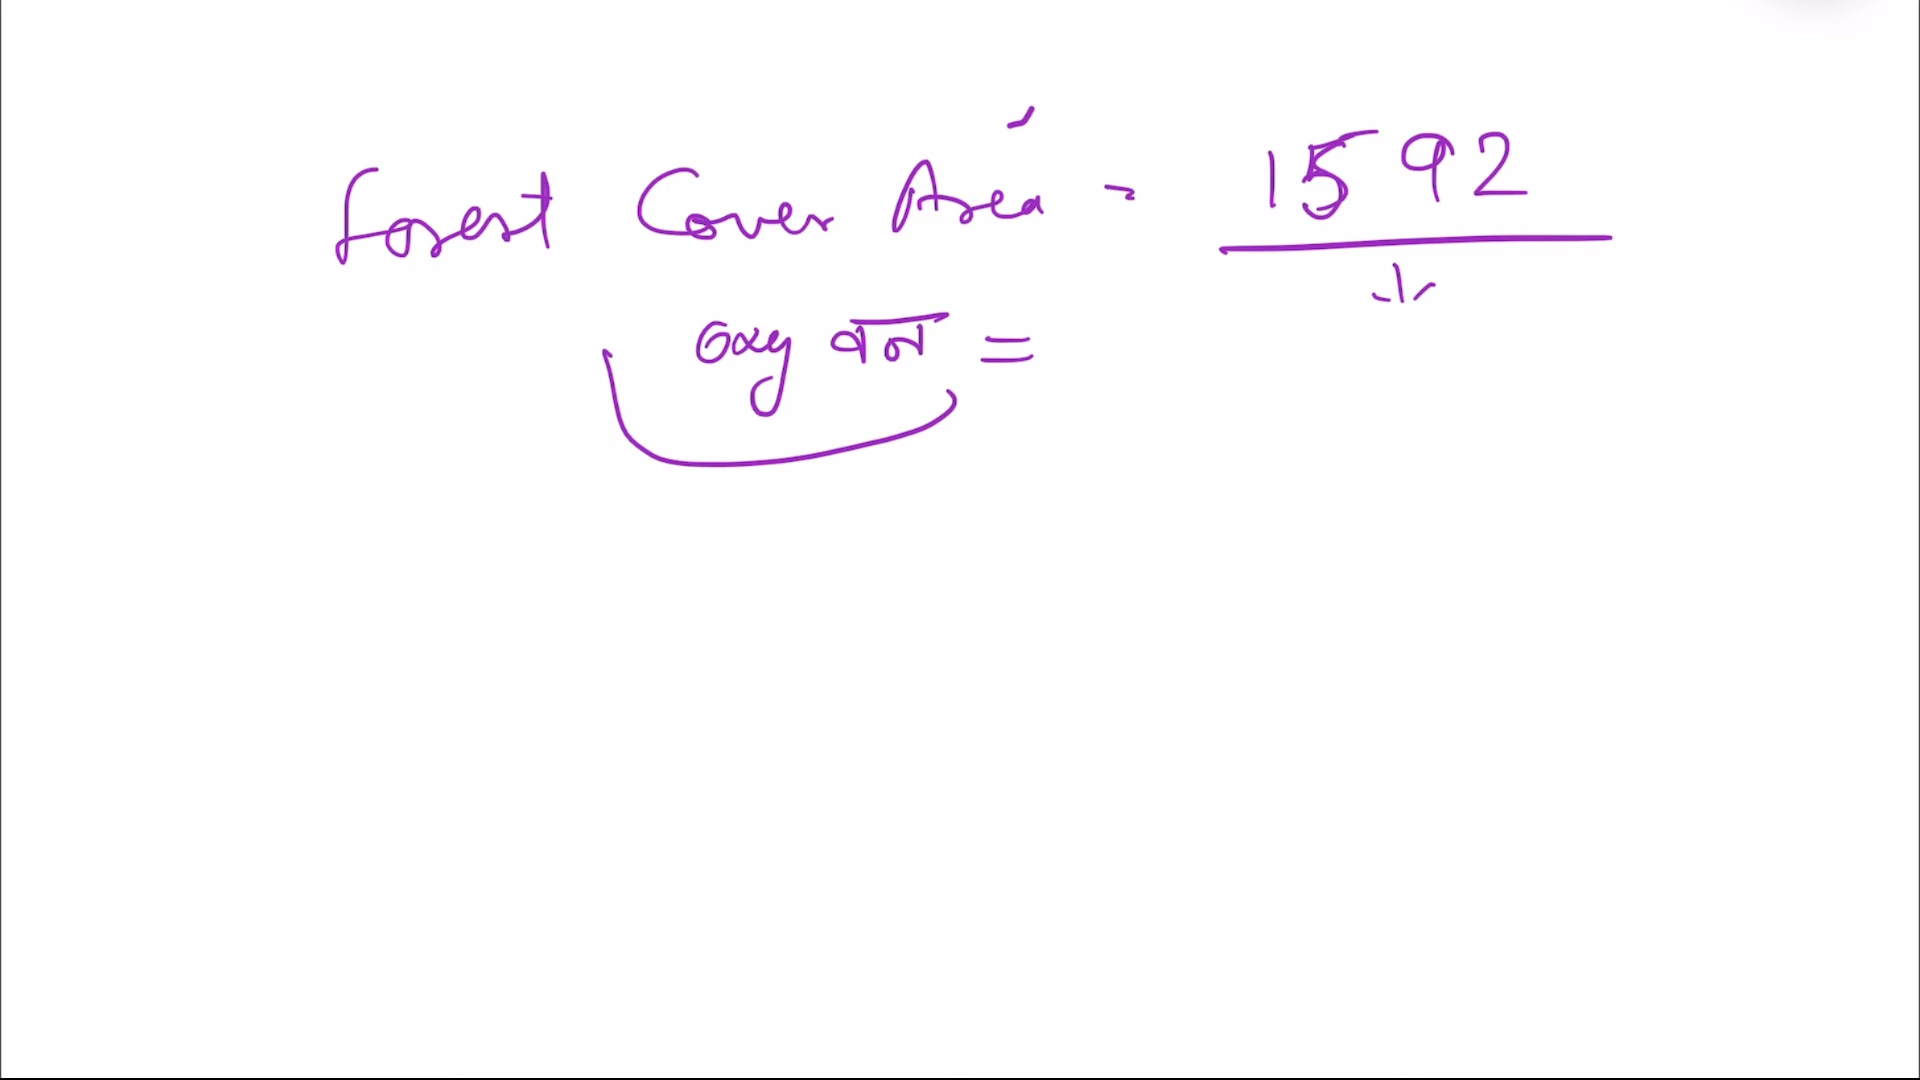 Forest Cover Area = 1592
Oxy वन =